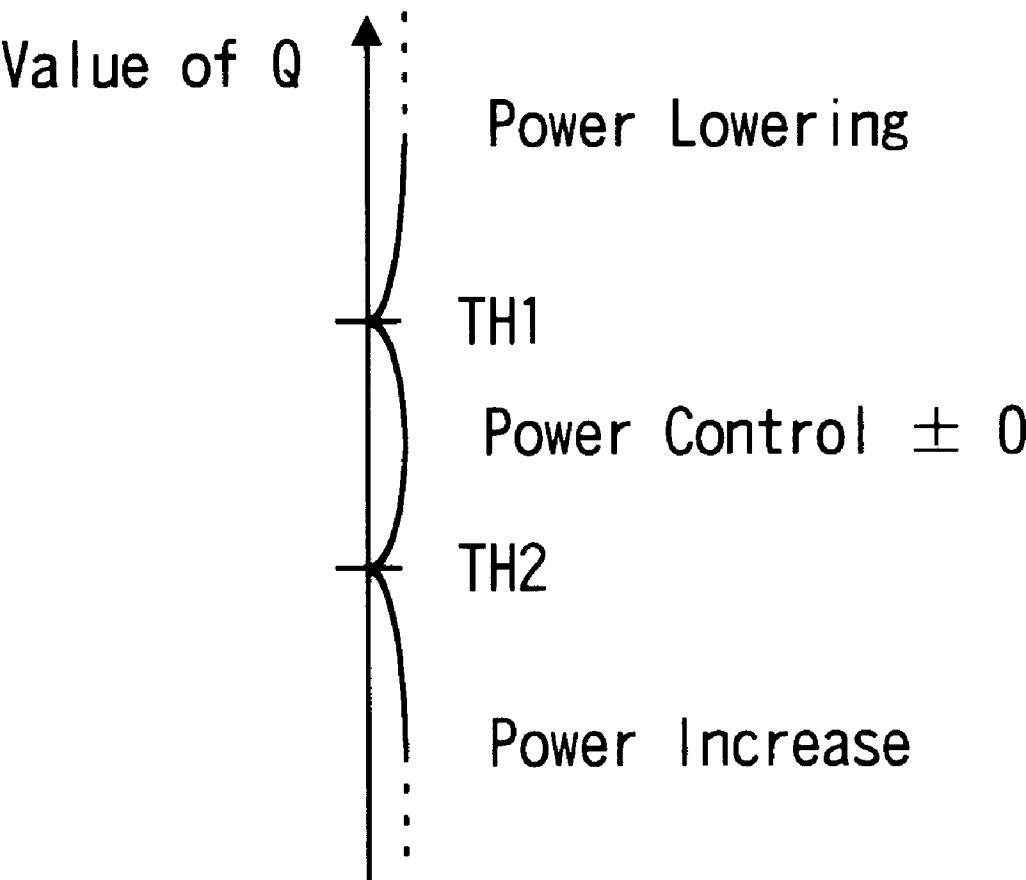 Value of Q
Power Lowering
TH1
Power Control ± 0
TH2
Power Increase